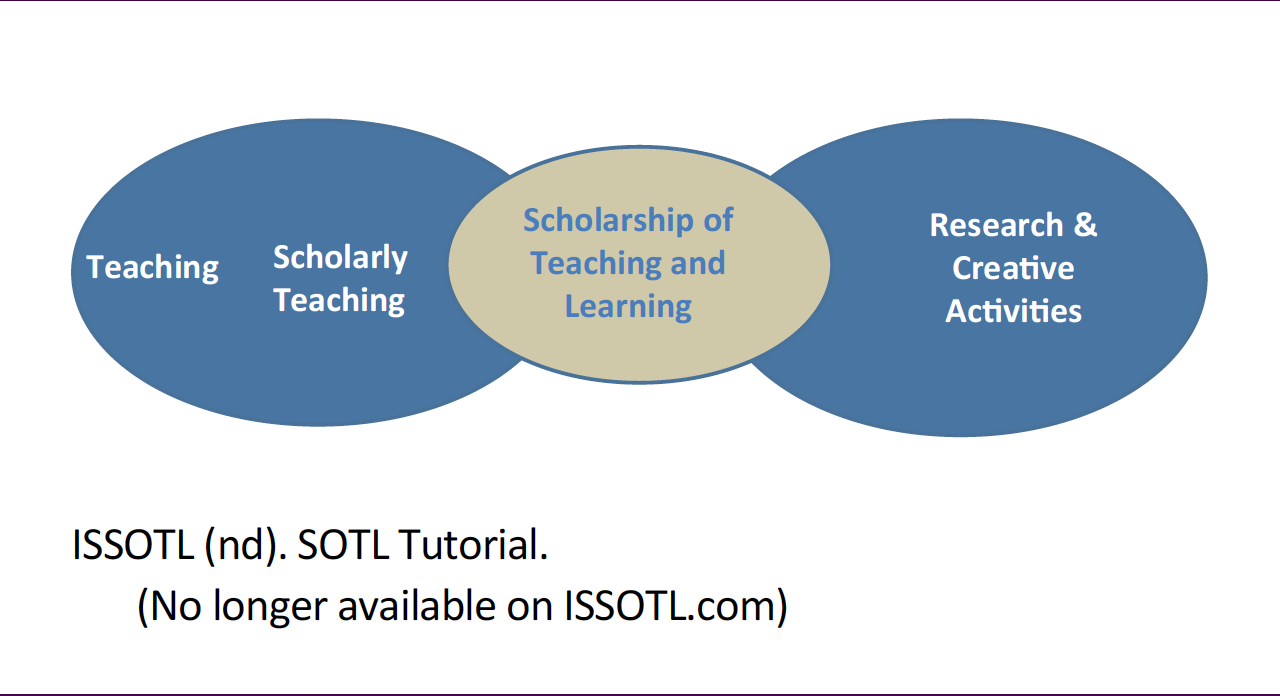 Teaching
Scholarly
Teaching
Scholarship of
Teaching and
Learning
Research &
Creative
Activities
ISSOTL (nd). SOTL Tutorial.
(No longer available on ISSOTL.com)